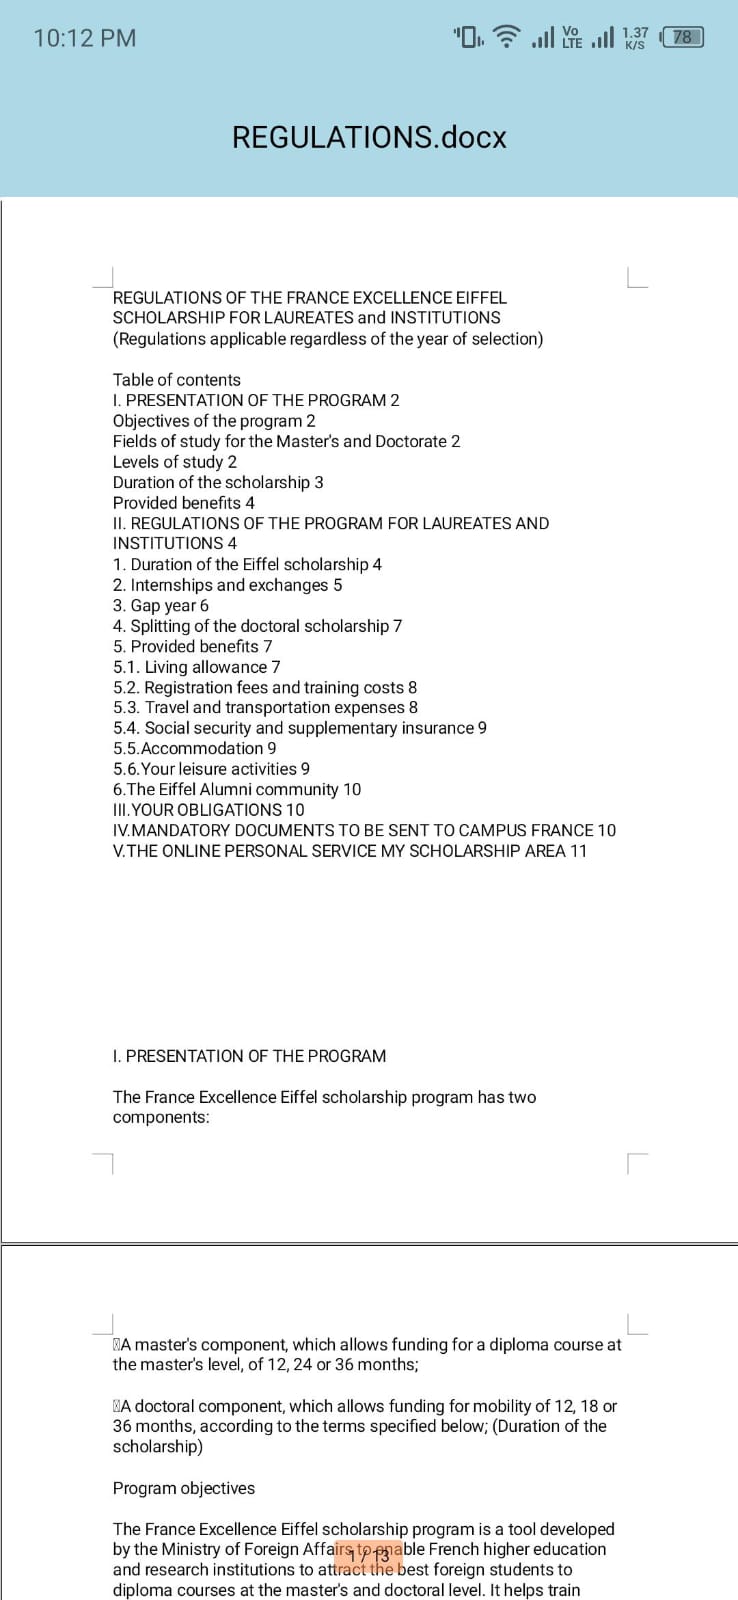 10:12 PM
Vo LTE
1.37 K/S
78
REGULATIONS.docx
REGULATIONS OF THE FRANCE EXCELLENCE EIFFEL
SCHOLARSHIP FOR LAUREATES and INSTITUTIONS
(Regulations applicable regardless of the year of selection)
Table of contents
I. PRESENTATION OF THE PROGRAM 2
Objectives of the program 2
Fields of study for the Master's and Doctorate 2
Levels of study 2
Duration of the scholarship 3
Provided benefits 4
II. REGULATIONS OF THE PROGRAM FOR LAUREATES AND
INSTITUTIONS 4
1. Duration of the Eiffel scholarship 4
2. Internships and exchanges 5
3. Gap year 6
4. Splitting of the doctoral scholarship 7
5. Provided benefits 7
5.1. Living allowance 7
5.2. Registration fees and training costs 8
5.3. Travel and transportation expenses 8
5.4. Social security and supplementary insurance 9
5.5.Accommodation 9
5.6.Your leisure activities 9
6.The Eiffel Alumni community 10
III.YOUR OBLIGATIONS 10
IV.MANDATORY DOCUMENTS TO BE SENT TO CAMPUS FRANCE 10
V.THE ONLINE PERSONAL SERVICE MY SCHOLARSHIP AREA 11
I. PRESENTATION OF THE PROGRAM
The France Excellence Eiffel scholarship program has two
components:
A master's component, which allows funding for a diploma course at
the master's level, of 12, 24 or 36 months;
A doctoral component, which allows funding for mobility of 12, 18 or
36 months, according to the terms specified below; (Duration of the
scholarship)
Program objectives
The France Excellence Eiffel scholarship program is a tool developed
by the Ministry of Foreign Affairs to enable French higher education
1 / 13
and research institutions to attract the best foreign students to
diploma courses at the master's and doctoral level. It helps train